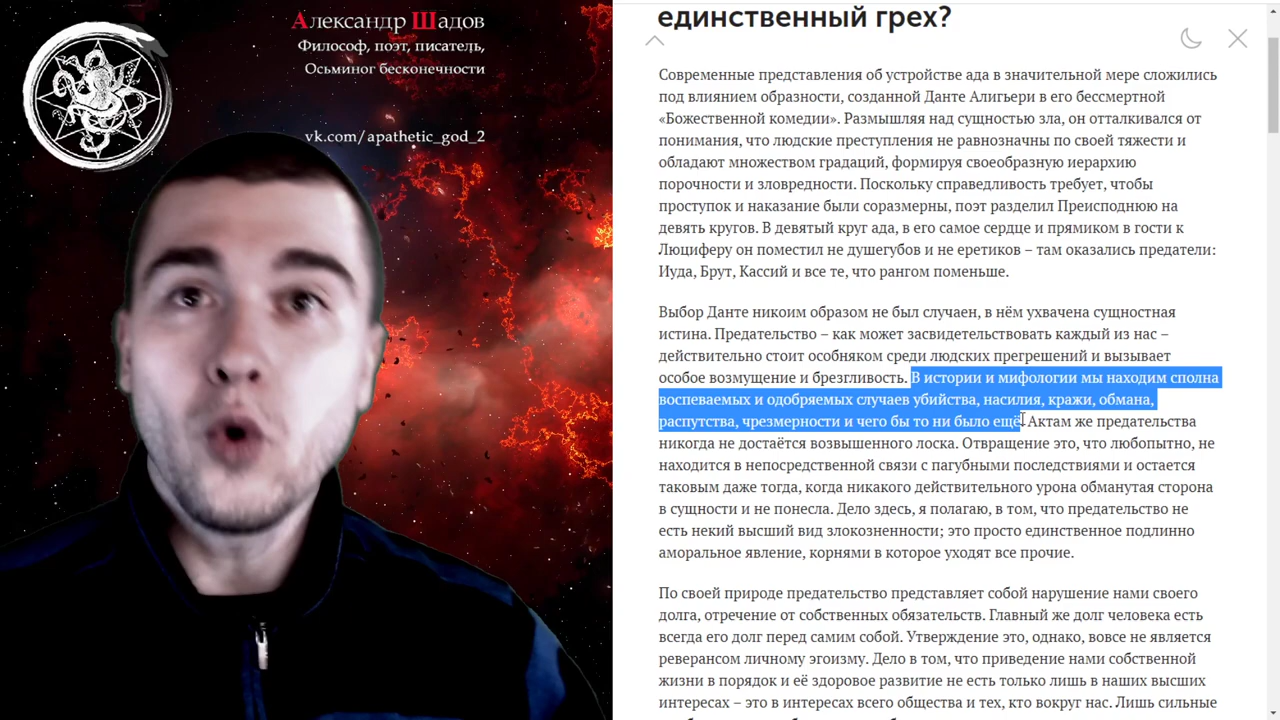 Александр Шадов
Философ, поэт, писатель,
Осьминог бесконечности
vk.com/apathetic_god_2
единственный грех?
Современные представления об устройстве ада в значительной мере сложились
под влиянием образности, созданной Данте Алигьери в его бессмертной
«Божественной комедии». Размышляя над сущностью зла, он отталкивался от
понимания, что людские преступления не равнозначны по своей тяжести и
обладают множеством градаций, формируя своеобразную иерархию
порочности и зловредности. Поскольку справедливость требует, чтобы
проступок и наказание были соразмерны, поэт разделил Преисподнюю на
девять кругов. В девятый круг ада, в его самое сердце и прямиком в гости к
Люциферу он поместил не душегубов и не еретиков – там оказались предатели:
Иуда, Брут, Кассий и все те, что рангом поменьше.
Выбор Данте никоим образом не был случаен, в нём ухвачена сущностная
истина. Предательство – как может засвидетельствовать каждый из нас –
действительно стоит особняком среди людских прегрешений и вызывает
особое возмущение и брезгливость. В истории и мифологии мы находим сполна
воспеваемых и одобряемых случаев убийства, насилия, кражи, обмана,
распутства, чрезмерности и чего бы то ни было ещё. Актам же предательства
никогда не достаётся возвышенного лоска. Отвращение это, что любопытно, не
находится в непосредственной связи с пагубными последствиями и остается
таковым даже тогда, когда никакого действительного урона обманутая сторона
в сущности и не понесла. Дело здесь, я полагаю, в том, что предательство не
есть некий высший вид злокозненности; это просто единственное подлинно
аморальное явление, корнями в которое уходят все прочие.
По своей природе предательство представляет собой нарушение нами своего
долга, отречение от собственных обязательств. Главный же долг человека есть
всегда его долг перед самим собой. Утверждение это, однако, вовсе не является
реверансом личному эгоизму. Дело в том, что приведение нами собственной
жизни в порядок и её здоровое развитие не есть только лишь в наших высших
интересах – это в интересах всего общества и тех, кто вокруг нас. Лишь сильные